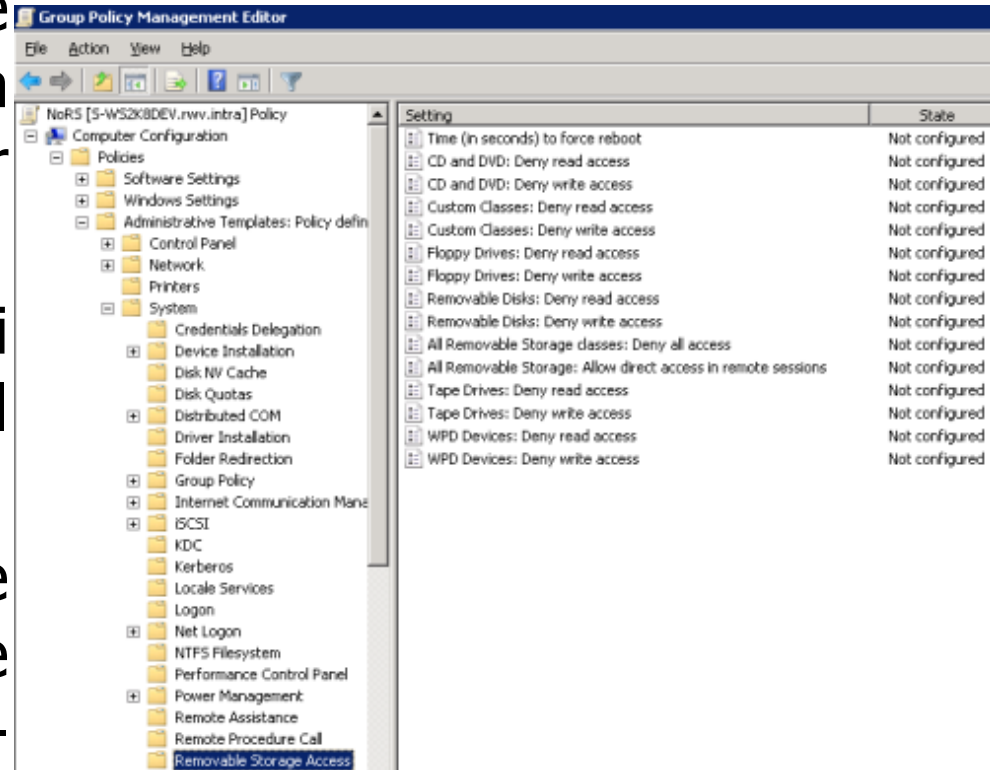 Group Policy Management Editor
File Action View Help
NoRS [S-WS2K8DEV.rwv.intra] Policy
Computer Configuration
Policies
Software Settings
Windows Settings
Administrative Templates: Policy defin
Control Panel
Network
Printers
System
Credentials Delegation
Device Installation
Disk NV Cache
Disk Quotas
Distributed COM
Driver Installation
Folder Redirection
Group Policy
Internet Communication Mana
iSCSI
KDC
Kerberos
Locale Services
Logon
Net Logon
NTFS Filesystem
Performance Control Panel
Power Management
Remote Assistance
Remote Procedure Call
Removable Storage Access
Setting State
Time (in seconds) to force reboot Not configured
CD and DVD: Deny read access Not configured
CD and DVD: Deny write access Not configured
Custom Classes: Deny read access Not configured
Custom Classes: Deny write access Not configured
Floppy Drives: Deny read access Not configured
Floppy Drives: Deny write access Not configured
Removable Disks: Deny read access Not configured
Removable Disks: Deny write access Not configured
All Removable Storage classes: Deny all access Not configured
All Removable Storage: Allow direct access in remote sessions Not configured
Tape Drives: Deny read access Not configured
Tape Drives: Deny write access Not configured
WPD Devices: Deny read access Not configured
WPD Devices: Deny write access Not configured